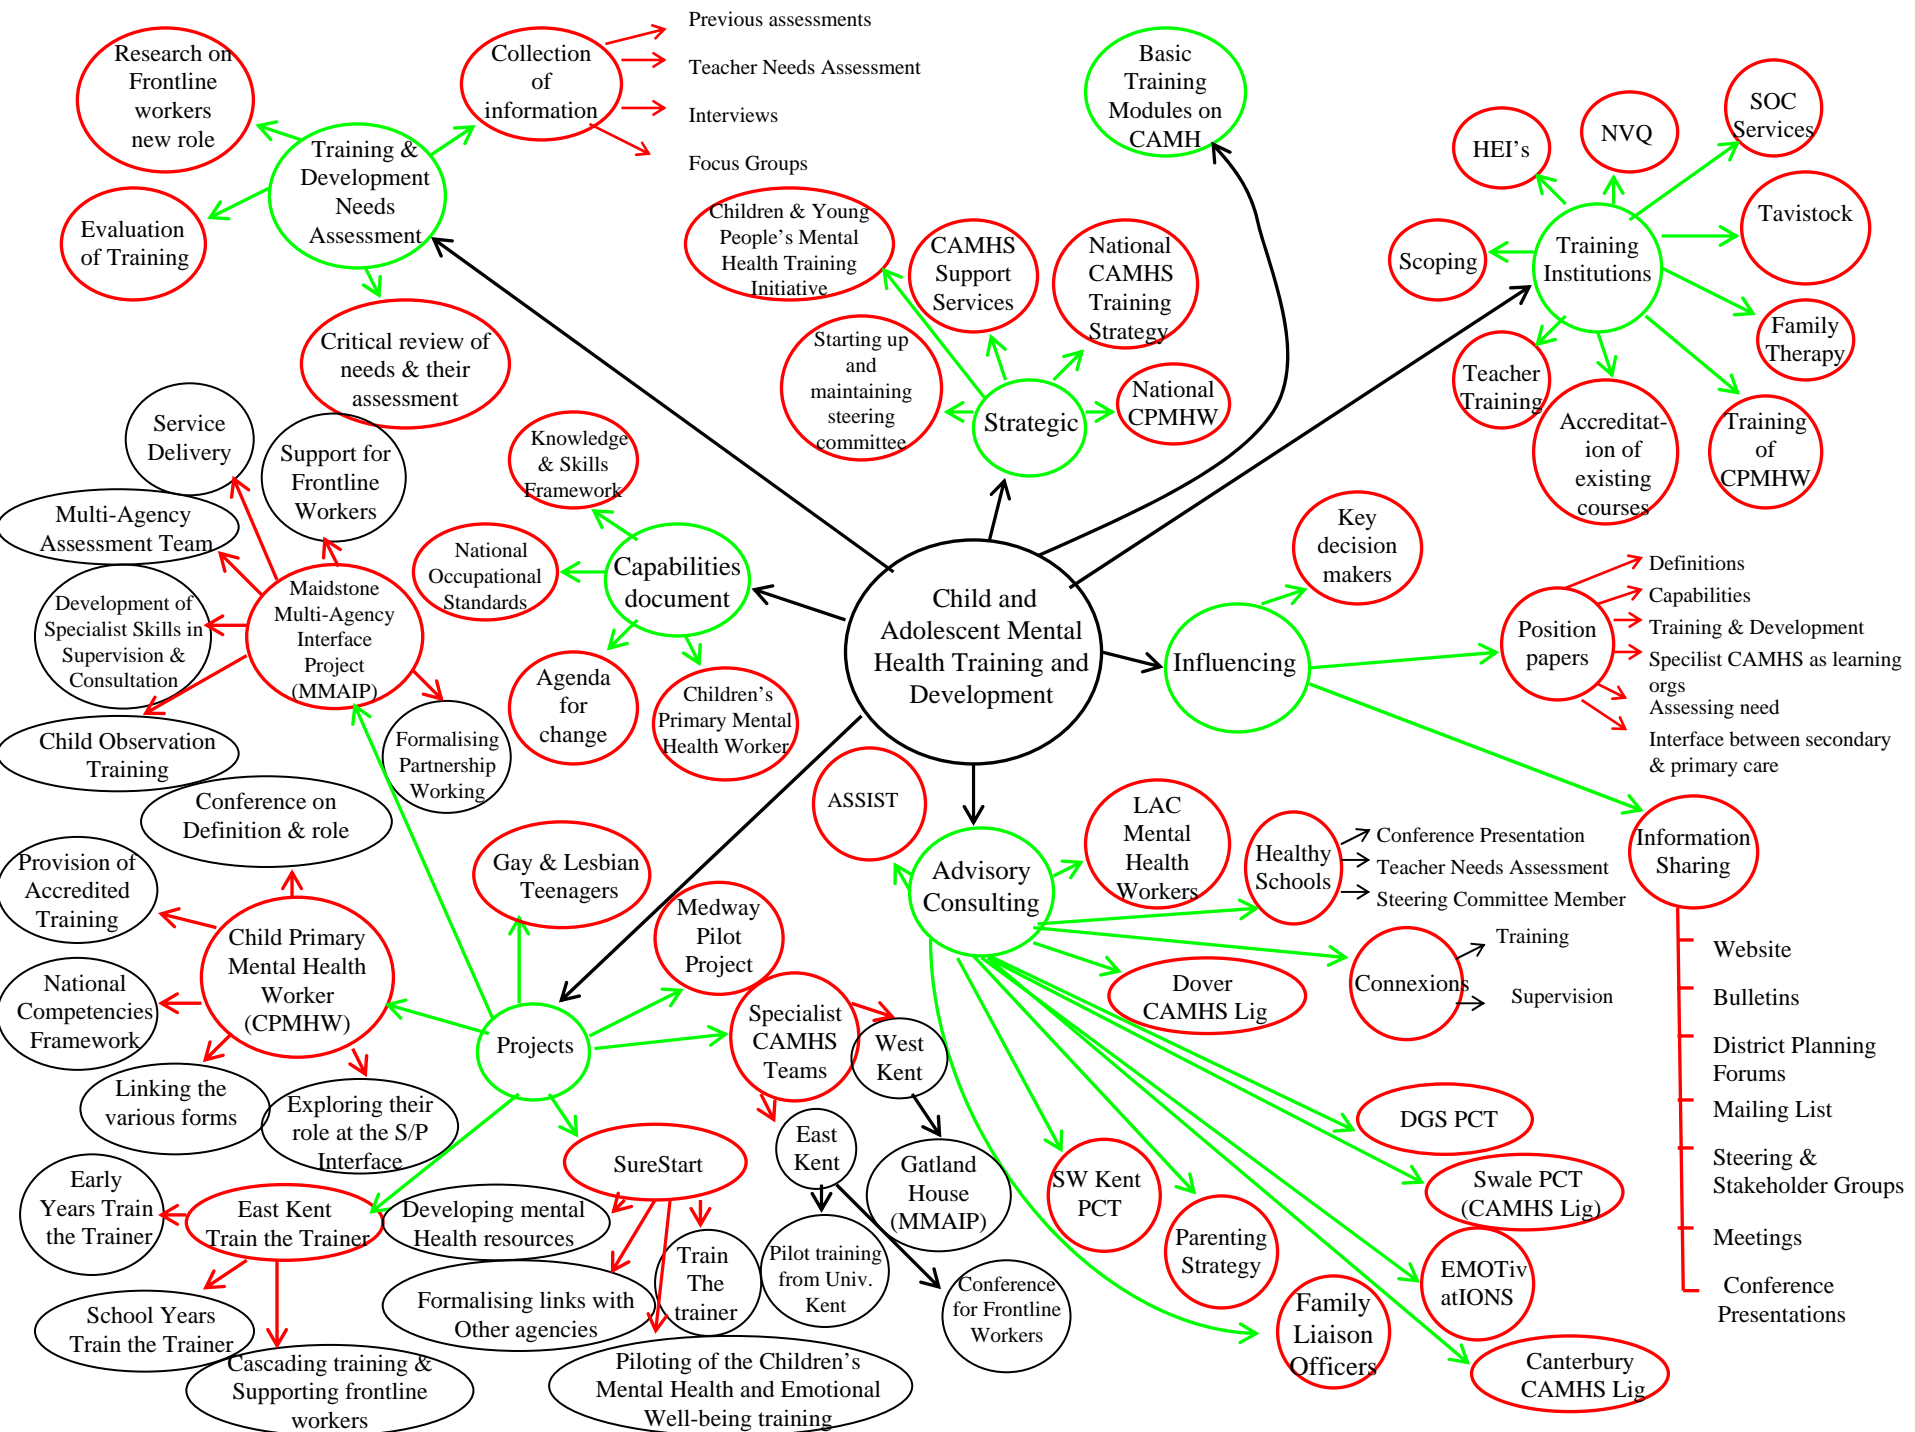 Research on
Frontline
workers
new role
Collection
of
information
Previous assessments
Teacher Needs Assessment
Interviews
Focus Groups
Training &
Development
Needs
Assessment
Evaluation
of Training
Critical review of
needs & their
assessment
Basic
Training
Modules on
CAMH
Children & Young
People's Mental
Health Training
Initiative
CAMHS
Support
Services
National
CAMHS
Training
Strategy
Starting up
and
maintaining
steering
committee
Strategic
National
CPMHW
HEI's
NVQ
SOC
Services
Tavistock
Scoping
Training
Institutions
Family
Therapy
Teacher
Training
Accreditat-
ion of
existing
courses
Training
of
CPMHW
Service
Delivery
Support for
Frontline
Workers
Multi-Agency
Assessment Team
Development of
Specialist Skills in
Supervision &
Consultation
Maidstone
Multi-Agency
Interface
Project
(MMAIP)
Child Observation
Training
Formalising
Partnership
Working
Knowledge
& Skills
Framework
National
Occupational
Standards
Capabilities
document
Agenda
for
change
Children's
Primary Mental
Health Worker
Child and
Adolescent Mental
Health Training and
Development
Key
decision
makers
Influencing
Position
papers
Definitions
Capabilities
Training & Development
Specilist CAMHS as learning
orgs
Assessing need
Interface between secondary
& primary care
Information
Sharing
Website
Bulletins
District Planning
Forums
Mailing List
Steering &
Stakeholder Groups
Meetings
Conference
Presentations
Conference on
Definition & role
Provision of
Accredited
Training
Child Primary
Mental Health
Worker
(CPMHW)
National
Competencies
Framework
Linking the
various forms
Exploring their
role at the S/P
Interface
Gay & Lesbian
Teenagers
Medway
Pilot
Project
Projects
Specialist
CAMHS
Teams
West
Kent
East
Kent
Gatland
House
(MMAIP)
Pilot training
from Univ.
Kent
Conference
for Frontline
Workers
SureStart
Developing mental
Health resources
Formalising links with
Other agencies
Train
The
trainer
Piloting of the Children's
Mental Health and Emotional
Well-being training
Early
Years Train
the Trainer
East Kent
Train the Trainer
School Years
Train the Trainer
Cascading training &
Supporting frontline
workers
ASSIST
Advisory
Consulting
LAC
Mental
Health
Workers
Healthy
Schools
Conference Presentation
Teacher Needs Assessment
Steering Committee Member
Connexions
Training
Supervision
Dover
CAMHS Lig
DGS PCT
Swale PCT
(CAMHS Lig)
SW Kent
PCT
Parenting
Strategy
EMOTiv
atIONS
Family
Liaison
Officers
Canterbury
CAMHS Lig